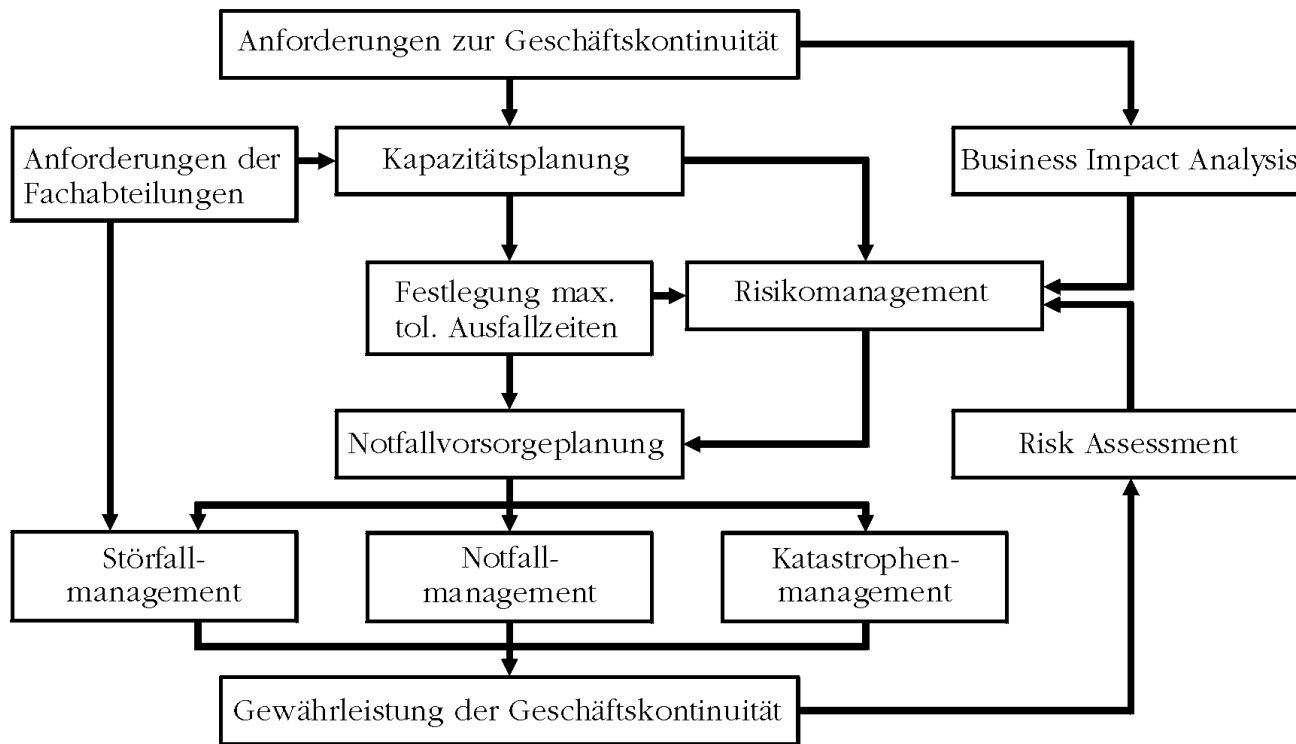 Anforderungen zur Geschäftskontinuität
Anforderungen der
Fachabteilungen
Kapazitätsplanung
Business Impact Analysis
Festlegung max.
tol. Ausfallzeiten
Risikomanagement
Notfallvorsorgeplanung
Risk Assessment
Störfall-
management
Notfall-
management
Katastrophen-
management
Gewährleistung der Geschäftskontinuität